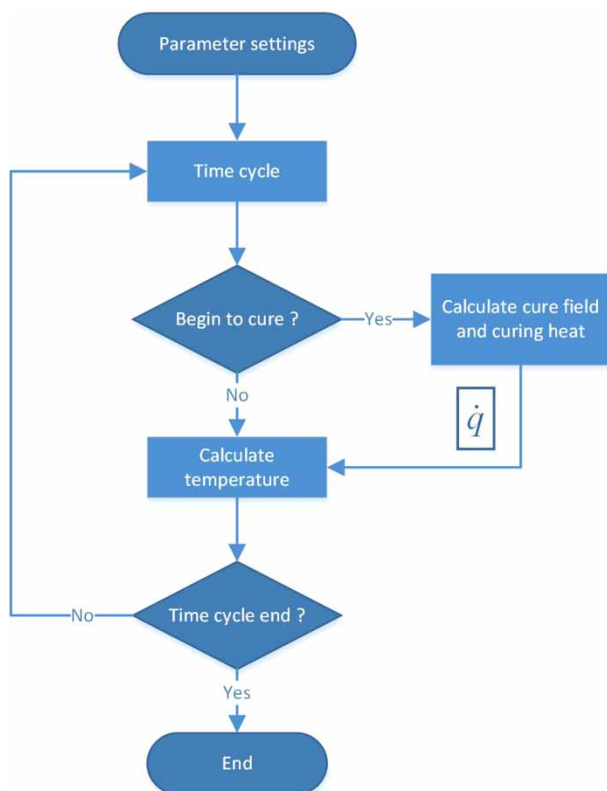 Parameter settings
Time cycle
Begin to cure ?
Yes
Calculate cure field
and curing heat
No
q̇
Calculate
temperature
Time cycle end ?
No
Yes
End